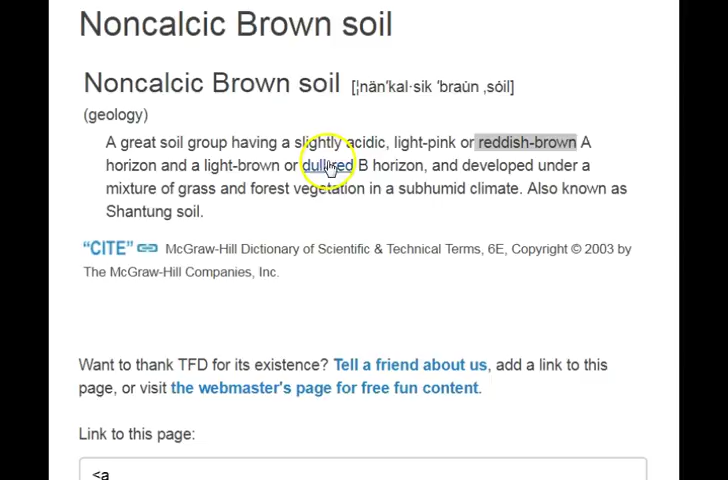 Noncalcic Brown soil
Noncalcic Brown soil [¦nän′kal·sik ′brau̇n ‚sȯil]
(geology)
A great soil group having a slightly acidic, light-pink or reddish-brown A
horizon and a light-brown or dull red B horizon, and developed under a
mixture of grass and forest vegetation in a subhumid climate. Also known as
Shantung soil.
“CITE” McGraw-Hill Dictionary of Scientific & Technical Terms, 6E, Copyright © 2003 by
The McGraw-Hill Companies, Inc.
Want to thank TFD for its existence? Tell a friend about us, add a link to this
page, or visit the webmaster's page for free fun content.
Link to this page:
<a